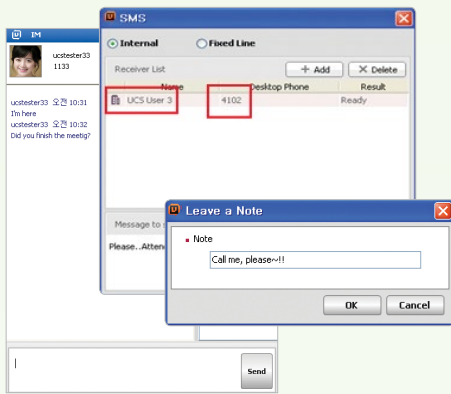 SMS
IM
Internal Fixed Line
ucstester33
1133
Receiver List + Add X Delete
Name Desktop Phone Result
UCS User 3 4102 Ready
ucstester33 오전 10:31
I'm here
ucstester33 오전 10:32
Did you finish the meetig?
Leave a Note
Message to
Note
Please..Atten
Call me, please~!!
OK Cancel
Send